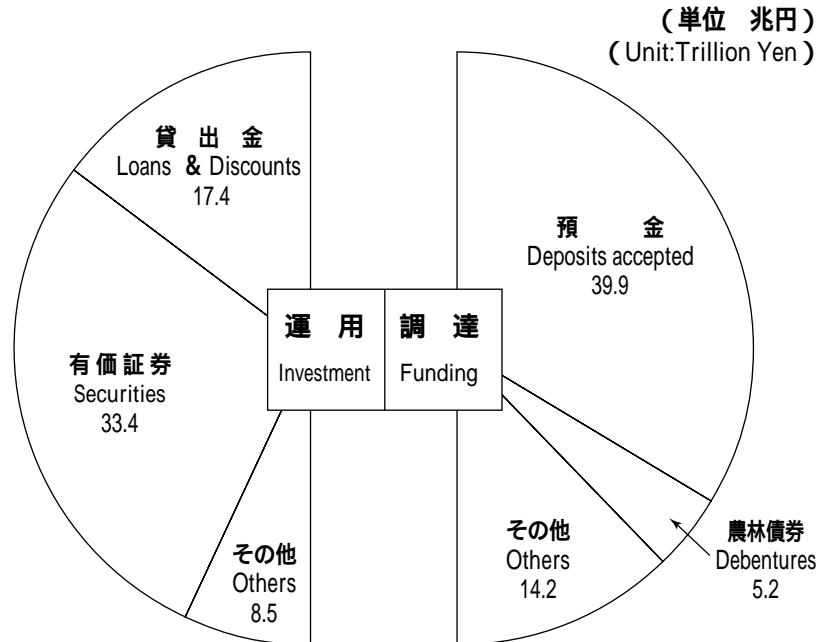 (単位 兆円)
(Unit:Trillion Yen)
貸出金
Loans & Discounts
17.4
預金
Deposits accepted
39.9
運用
Investment
調達
Funding
有価証券
Securities
33.4
その他
Others
8.5
その他
Others
14.2
農林債券
Debentures
5.2